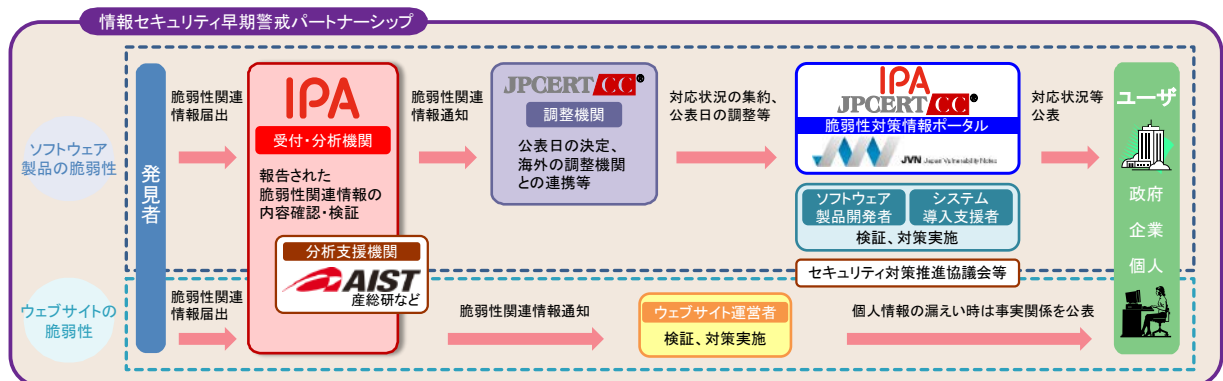 情報セキュリティ早期警戒パートナーシップ
ソフトウェア
製品の脆弱性
発見者
脆弱性関連
情報届出
IPA
受付・分析機関
報告された
脆弱性関連情報の
内容確認・検証
分析支援機関
AIST
産総研など
脆弱性関連
情報通知
JPCERT CC®
調整機関
公表日の決定、
海外の調整機関
との連携等
対応状況の集約、
公表日の調整等
IPA
JPCERT CC®
脆弱性対策情報ポータル
JVN Japan Vulnerability Notes
ソフトウェア
製品開発者
システム
導入支援者
検証、対策実施
セキュリティ対策推進協議会等
対応状況等
公表
ユーザ
政府
企業
個人
ウェブサイトの
脆弱性
脆弱性関連
情報届出
脆弱性関連情報通知
ウェブサイト運営者
検証、対策実施
個人情報の漏えい時は事実関係を公表